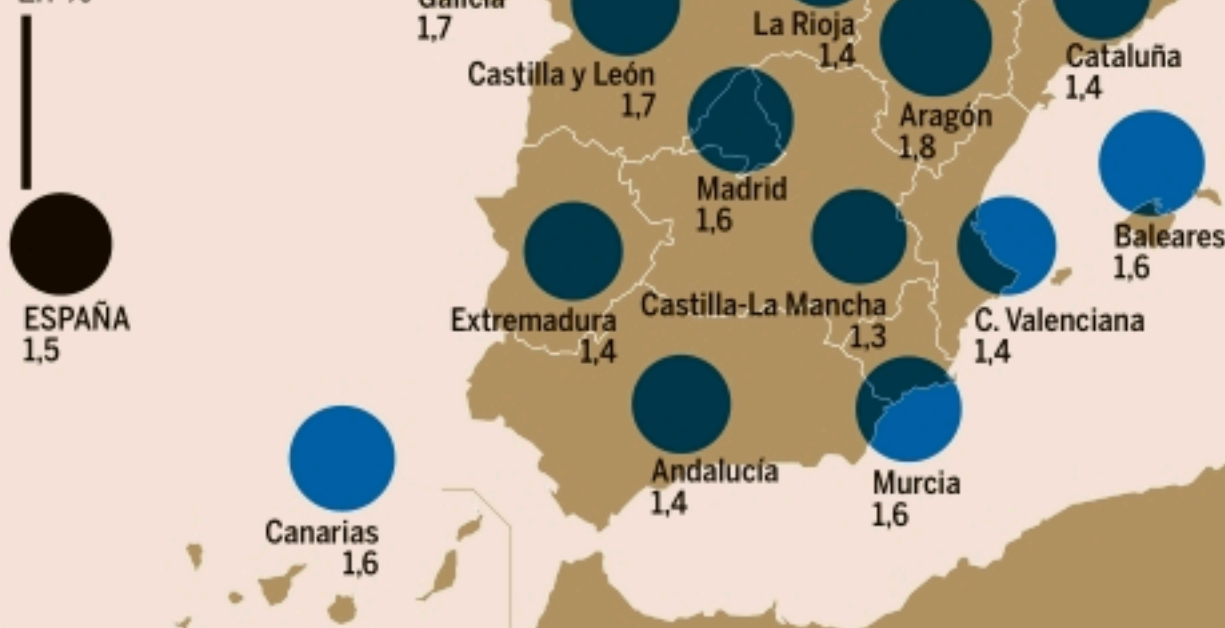 Galicia
1,7
La Rioja
1,4
Cataluña
1,4
Castilla y León
1,7
Aragón
1,8
Madrid
1,6
Baleares
1,6
ESPAÑA
1,5
Extremadura
1,4
Castilla-La Mancha
1,3
C. Valenciana
1,4
Andalucía
1,4
Murcia
1,6
Canarias
1,6